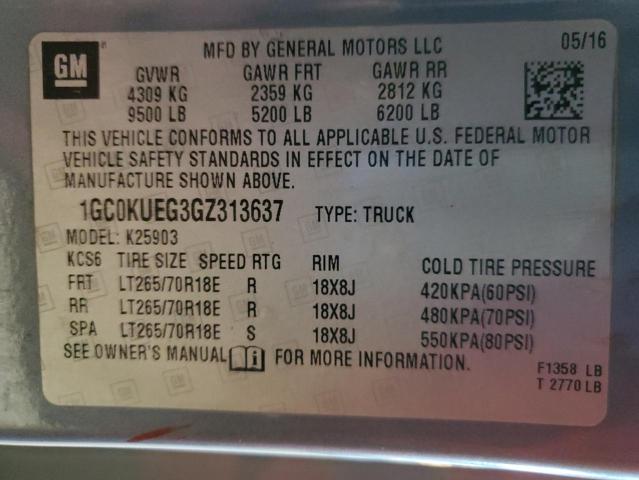 GM
MFD BY GENERAL MOTORS LLC 05/16
GVWR GAWR FRT GAWR RR
4309 KG 2359 KG 2812 KG
9500 LB 5200 LB 6200 LB
THIS VEHICLE CONFORMS TO ALL APPLICABLE U.S. FEDERAL MOTOR
VEHICLE SAFETY STANDARDS IN EFFECT ON THE DATE OF
MANUFACTURE SHOWN ABOVE.
1GC0KUEG3GZ313637 TYPE: TRUCK
MODEL: K25903
KCS6 TIRE SIZE SPEED RTG RIM COLD TIRE PRESSURE
FRT LT265/70R18E R 18X8J 420KPA(60PSI)
RR LT265/70R18E R 18X8J 480KPA(70PSI)
SPA LT265/70R18E S 18X8J 550KPA(80PSI)
SEE OWNER'S MANUAL i FOR MORE INFORMATION.
F1358 LB
T 2770 LB